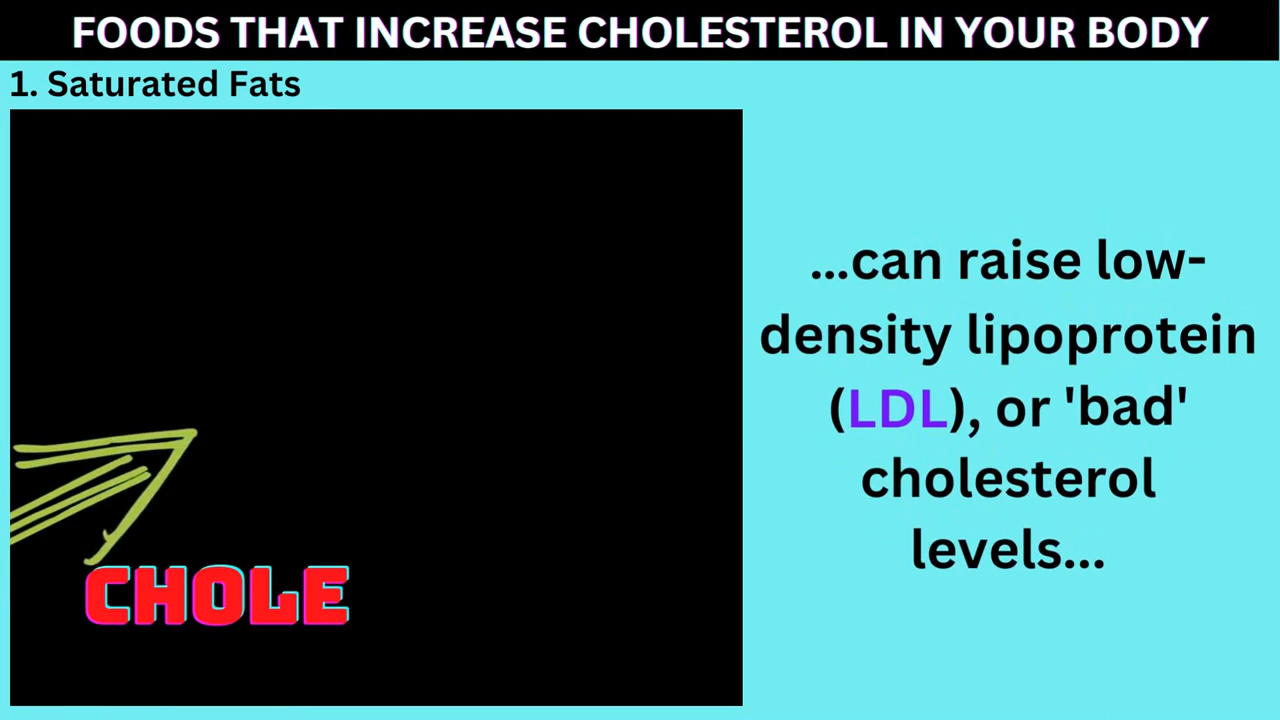 FOODS THAT INCREASE CHOLESTEROL IN YOUR BODY
1. Saturated Fats
...can raise low-
density lipoprotein
(LDL), or 'bad'
cholesterol
levels...
CHOLE